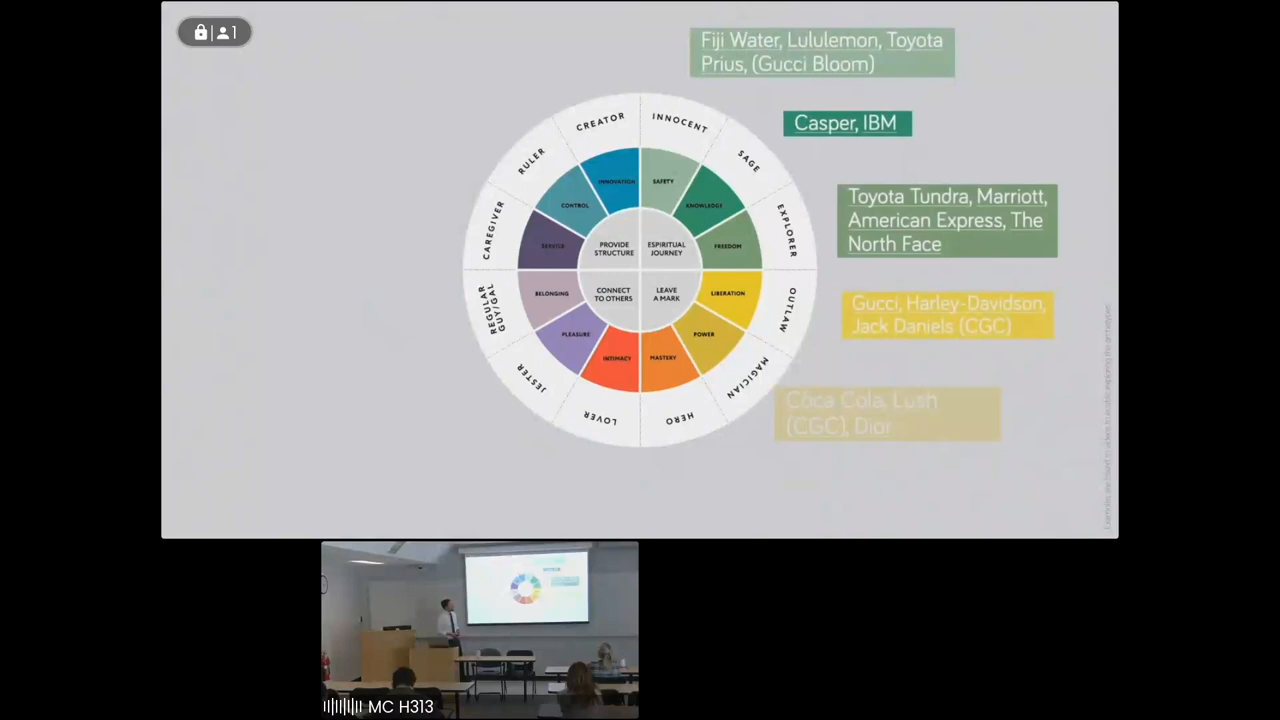 1
Fiji Water, Lululemon, Toyota
Prius, (Gucci Bloom)
Casper, IBM
Toyota Tundra, Marriott,
American Express, The
North Face
Gucci, Harley-Davidson,
Jack Daniels (CGC)
Coca Cola, Lush
(CGC), Dior
CREATOR
INNOCENT
SAGE
EXPLORER
OUTLAW
MAGICIAN
HERO
LOVER
JESTER
REGULAR
GUY/GAL
CAREGIVER
RULER
INNOVATION
SAFETY
KNOWLEDGE
FREEDOM
LIBERATION
POWER
MASTERY
INTIMACY
PLEASURE
BELONGING
SERVICE
CONTROL
PROVIDE
STRUCTURE
ESPIRITUAL
JOURNEY
CONNECT
TO OTHERS
LEAVE
A MARK
MC H313